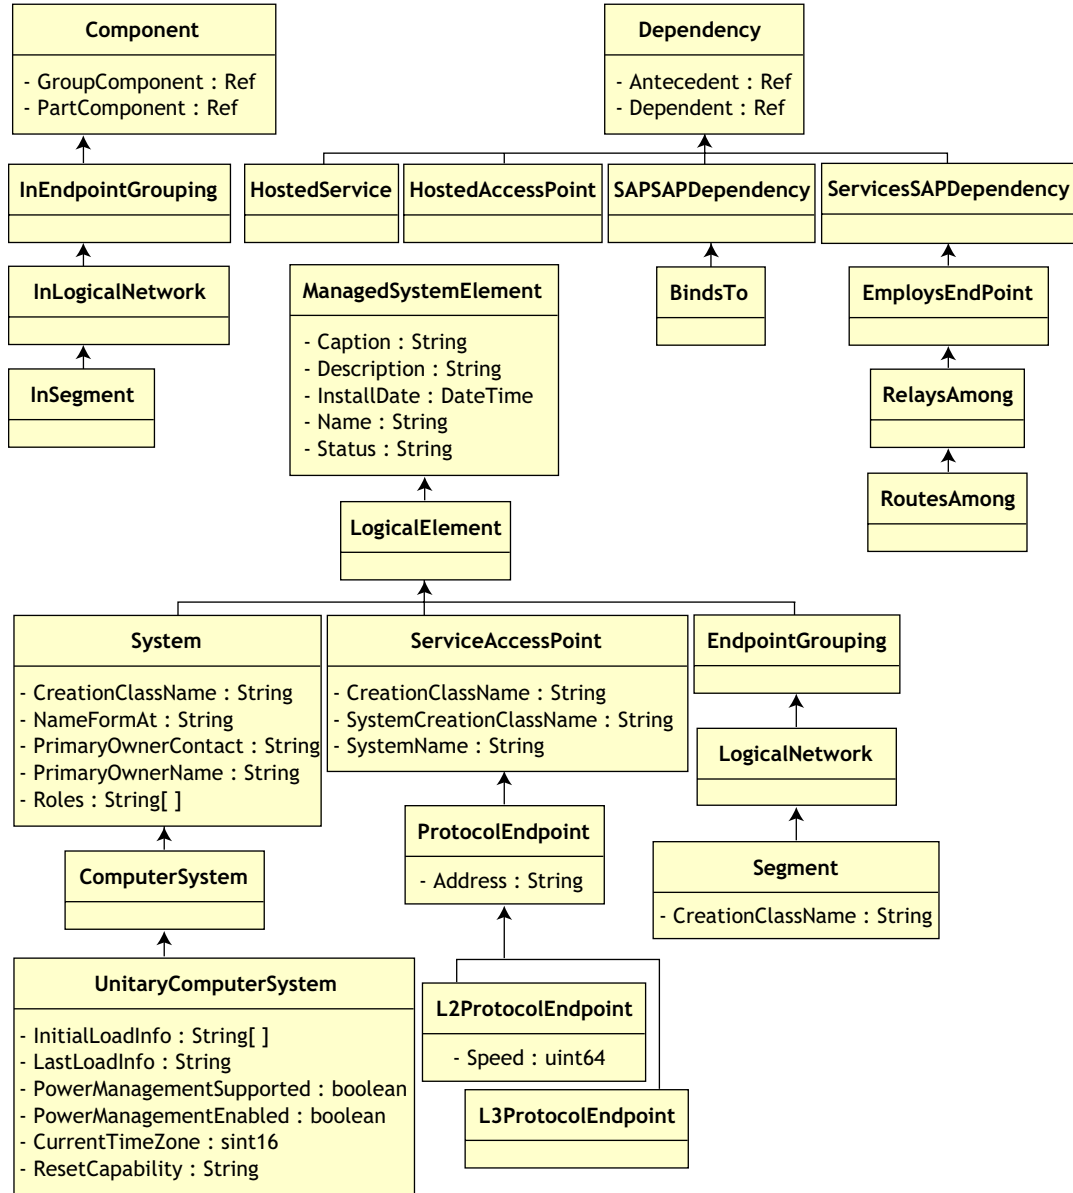 Component
- GroupComponent : Ref
- PartComponent : Ref
Dependency
- Antecedent : Ref
- Dependent : Ref
InEndpointGrouping
HostedService
HostedAccessPoint
SAPSAPDependency
ServicesSAPDependency
InLogicalNetwork
ManagedSystemElement
- Caption : String
- Description : String
- InstallDate : DateTime
- Name : String
- Status : String
BindsTo
EmploysEndPoint
InSegment
RelaysAmong
RoutesAmong
LogicalElement
System
- CreationClassName : String
- NameFormAt : String
- PrimaryOwnerContact : String
- PrimaryOwnerName : String
- Roles : String[ ]
ServiceAccessPoint
- CreationClassName : String
- SystemCreationClassName : String
- SystemName : String
EndpointGrouping
LogicalNetwork
ProtocolEndpoint
- Address : String
ComputerSystem
Segment
- CreationClassName : String
UnitaryComputerSystem
- InitialLoadInfo : String[ ]
- LastLoadInfo : String
- PowerManagementSupported : boolean
- PowerManagementEnabled : boolean
- CurrentTimeZone : sint16
- ResetCapability : String
L2ProtocolEndpoint
- Speed : uint64
L3ProtocolEndpoint